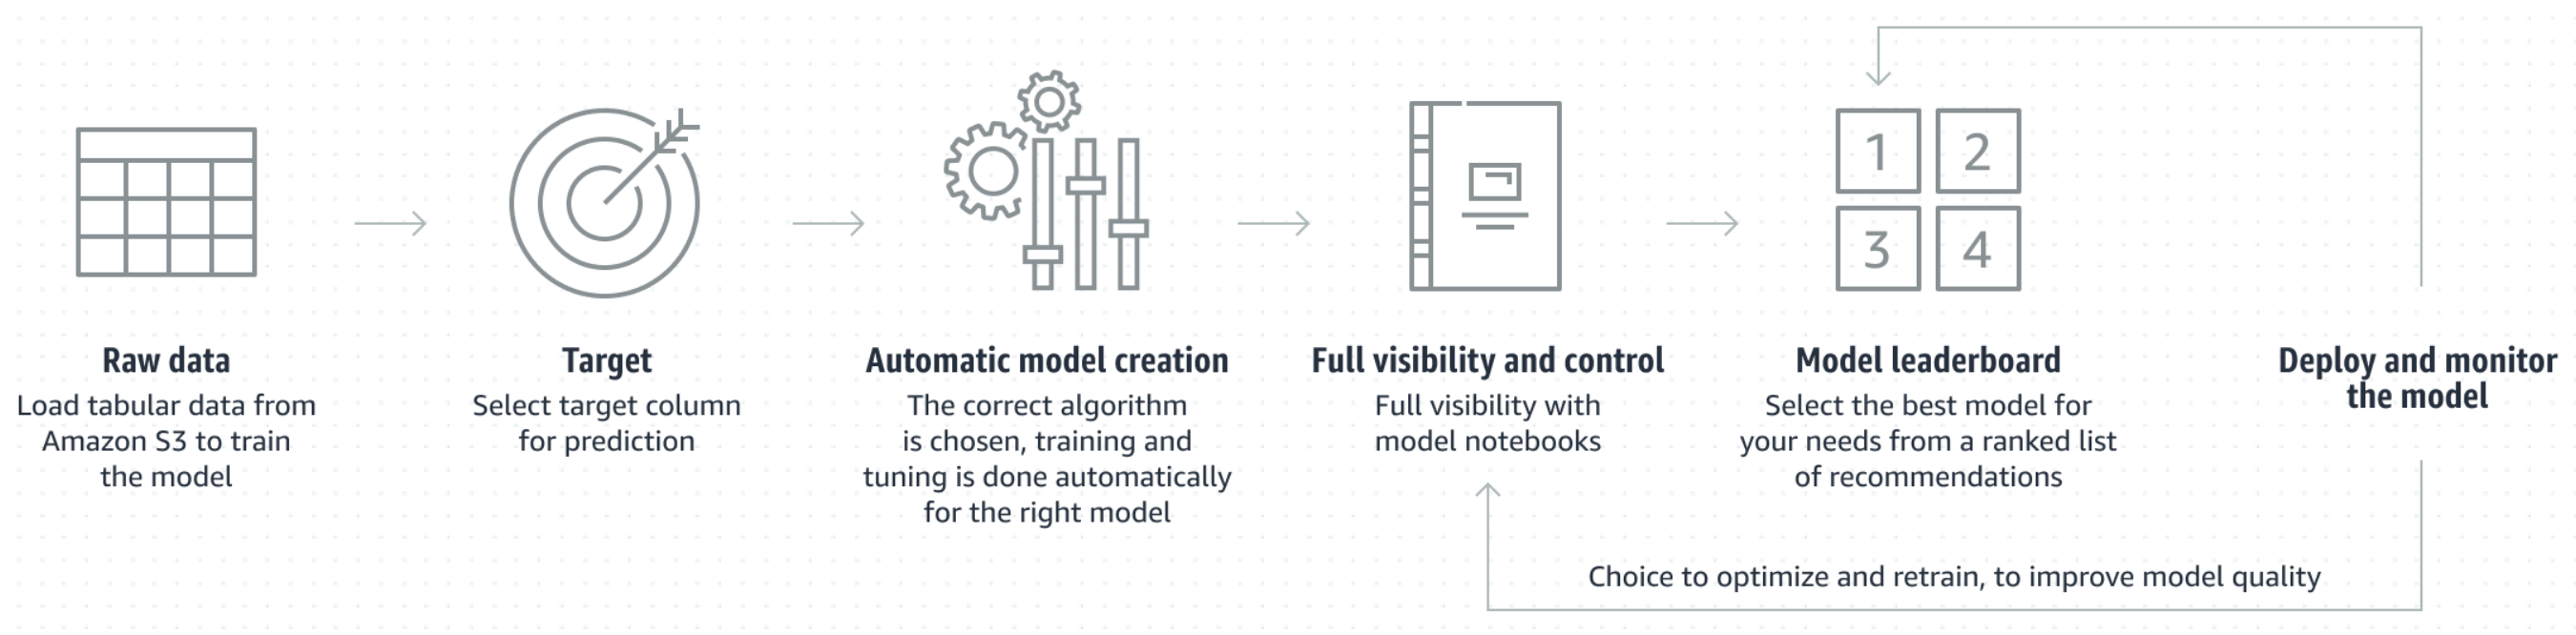 1
2
3
4
Raw data
Load tabular data from
Amazon S3 to train
the model
Target
Select target column
for prediction
Automatic model creation
The correct algorithm
is chosen, training and
tuning is done automatically
for the right model
Full visibility and control
Full visibility with
model notebooks
Model leaderboard
Select the best model for
your needs from a ranked list
of recommendations
Deploy and monitor
the model
Choice to optimize and retrain, to improve model quality